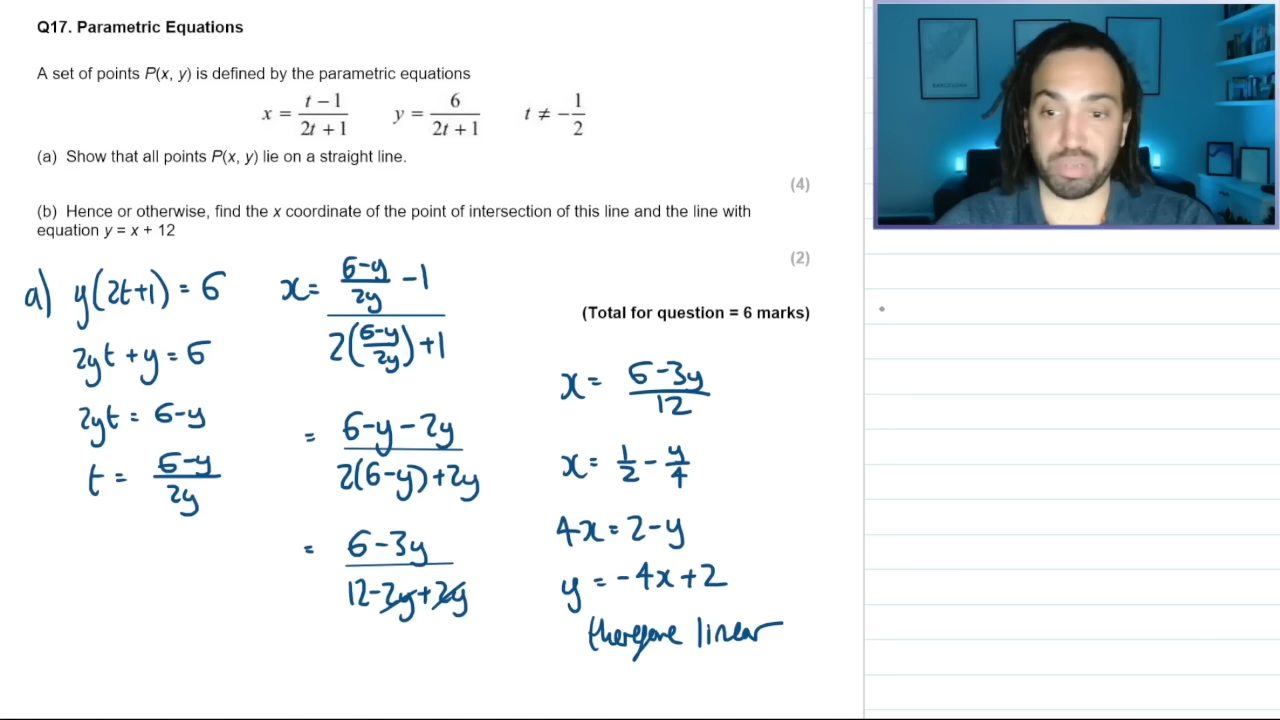 Q17. Parametric Equations
A set of points P(x, y) is defined by the parametric equations
x = (t − 1)/(2t + 1)   y = 6/(2t + 1)   t ≠ −1/2
(a) Show that all points P(x, y) lie on a straight line.
(4)
(b) Hence or otherwise, find the x coordinate of the point of intersection of this line and the line with
equation y = x + 12
(2)
(Total for question = 6 marks)
a) y(2t+1) = 6
2yt + y = 6
2yt = 6-y
t = (6-y)/(2y)
x = ((6-y)/(2y) - 1)/(2((6-y)/(2y)) + 1)
= (6-y-2y)/(2(6-y)+2y)
= (6-3y)/(12-2y+2y)
x = (6-3y)/12
x = 1/2 - y/4
4x = 2-y
y = -4x+2
therefore linear
BARCELONA